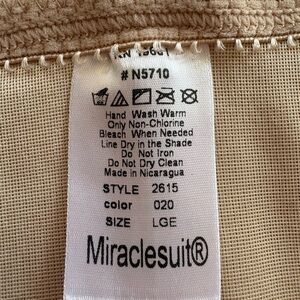 # N5710
Hand Wash Warm
Only Non-Chlorine
Bleach When Needed
Line Dry in the Shade
Do Not Iron
Do Not Dry Clean
Made in Nicaragua
STYLE 2615
color 020
SIZE LGE
Miraclesuit®